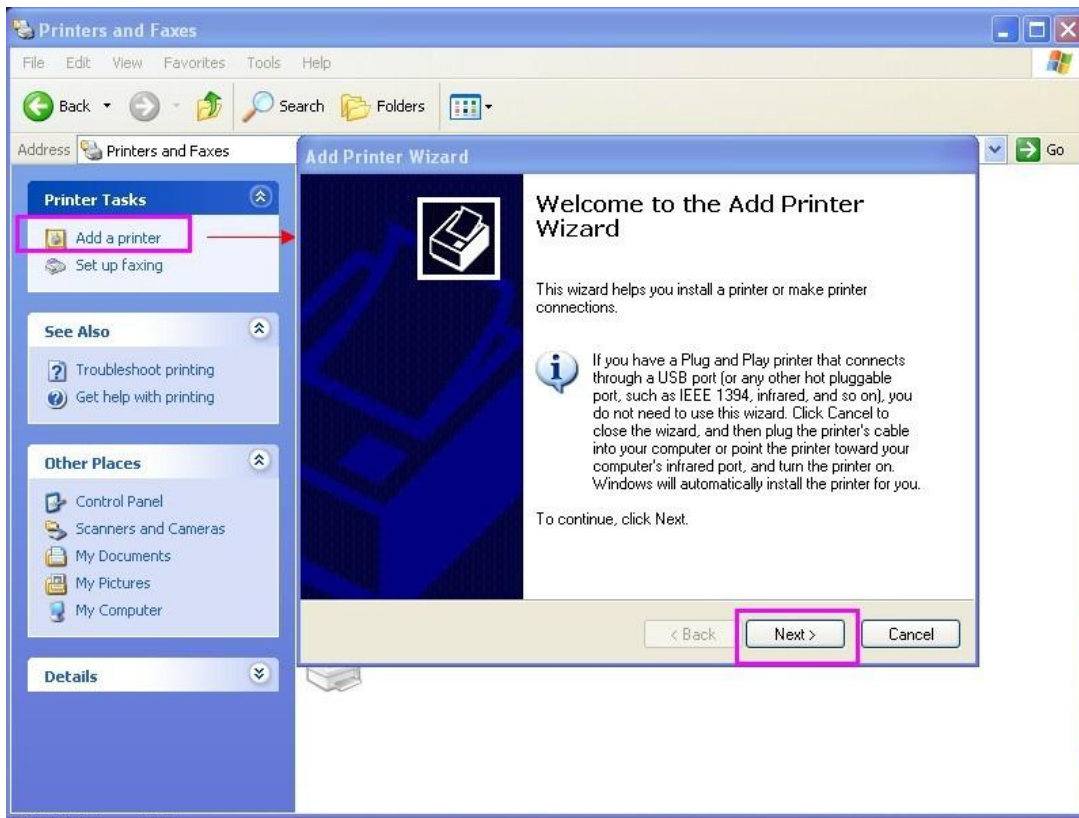 Printers and Faxes
File Edit View Favorites Tools Help
Back Search Folders
Address Printers and Faxes Go
Printer Tasks
Add a printer
Set up faxing
See Also
Troubleshoot printing
Get help with printing
Other Places
Control Panel
Scanners and Cameras
My Documents
My Pictures
My Computer
Details
Add Printer Wizard
Welcome to the Add Printer
Wizard
This wizard helps you install a printer or make printer
connections.
If you have a Plug and Play printer that connects
through a USB port (or any other hot pluggable
port, such as IEEE 1394, infrared, and so on), you
do not need to use this wizard. Click Cancel to
close the wizard, and then plug the printer's cable
into your computer or point the printer toward your
computer's infrared port, and turn the printer on.
Windows will automatically install the printer for you.
To continue, click Next.
< Back Next > Cancel